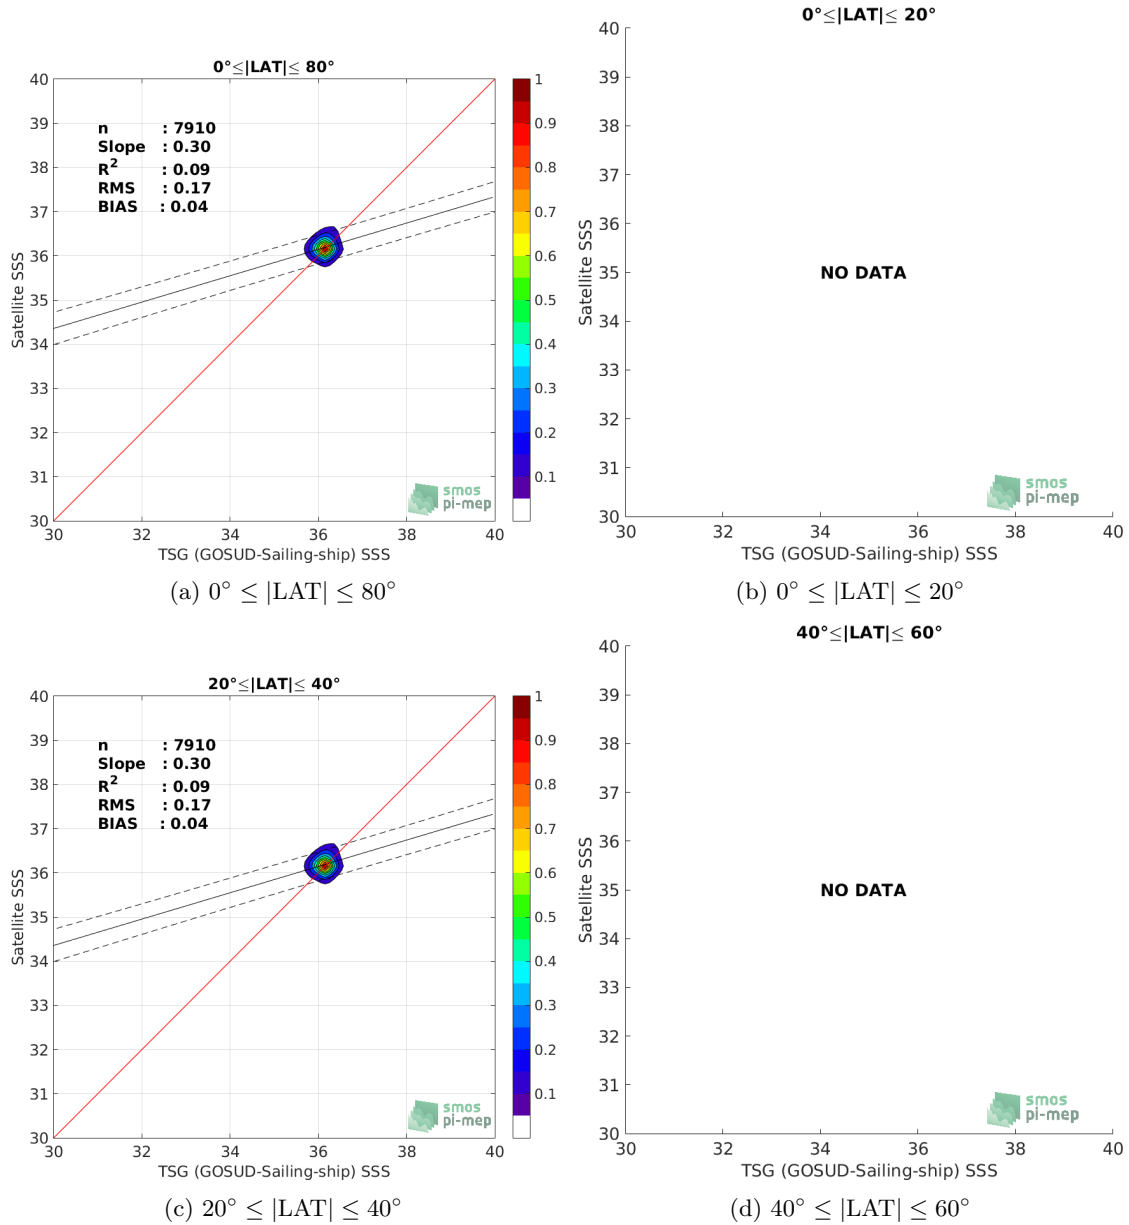 0°≤|LAT|≤ 80°
40
39
38
37
36
35
34
33
32
31
30
n : 7910
Slope : 0.30
R² : 0.09
RMS : 0.17
BIAS : 0.04
Satellite SSS
30 32 34 36 38 40
TSG (GOSUD-Sailing-ship) SSS
smos
pi-mep
1
0.9
0.8
0.7
0.6
0.5
0.4
0.3
0.2
0.1
(a) 0° ≤ |LAT| ≤ 80°
0°≤|LAT|≤ 20°
40
39
38
37
36
35
34
33
32
31
30
Satellite SSS
NO DATA
smos
pi-mep
30 32 34 36 38 40
TSG (GOSUD-Sailing-ship) SSS
(b) 0° ≤ |LAT| ≤ 20°
20°≤|LAT|≤ 40°
40
39
38
37
36
35
34
33
32
31
30
n : 7910
Slope : 0.30
R² : 0.09
RMS : 0.17
BIAS : 0.04
Satellite SSS
30 32 34 36 38 40
TSG (GOSUD-Sailing-ship) SSS
smos
pi-mep
1
0.9
0.8
0.7
0.6
0.5
0.4
0.3
0.2
0.1
(c) 20° ≤ |LAT| ≤ 40°
40°≤|LAT|≤ 60°
40
39
38
37
36
35
34
33
32
31
30
Satellite SSS
NO DATA
smos
pi-mep
30 32 34 36 38 40
TSG (GOSUD-Sailing-ship) SSS
(d) 40° ≤ |LAT| ≤ 60°